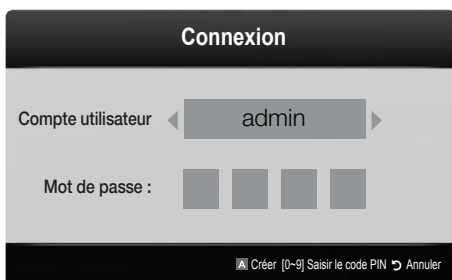 Connexion
Compte utilisateur admin
Mot de passe :
A Créer [0~9] Saisir le code PIN Annuler